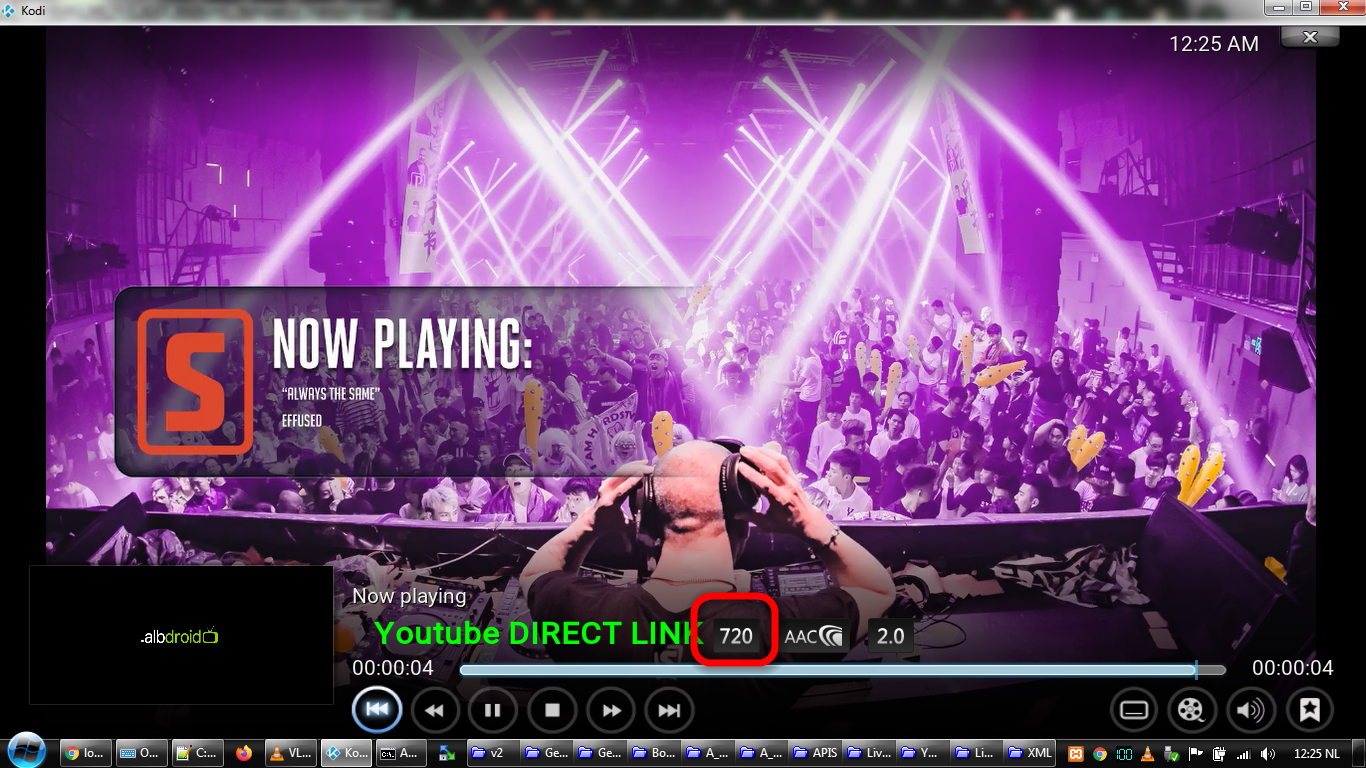 Kodi
12:25 AM
S
NOW PLAYING:
“ALWAYS THE SAME”
EFFUSED
.albdroid
Now playing
Youtube DIRECT LINK 720 AAC 2.0
00:00:04 00:00:04
lo... O... C:... VL... Ko... A... v2 Ge... Ge... Bo... A_... A_... APIS Liv... Y... Li... XML 100 12:25 NL